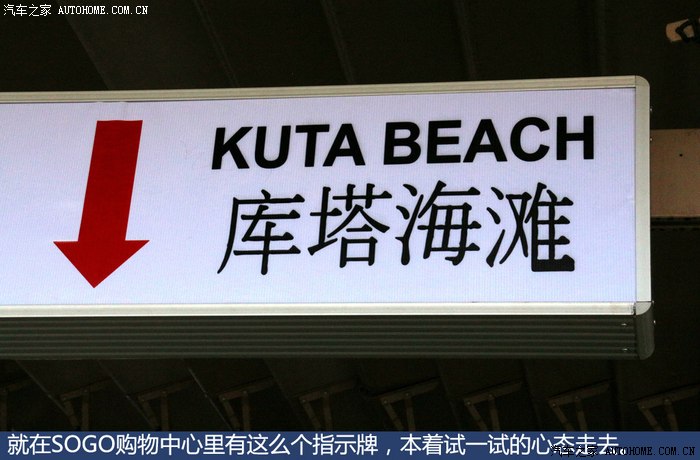 汽车之家 AUTOHOME.COM.CN
汽车之家 AUTOHOME.COM.CN
KUTA BEACH
库塔海滩
就在SOGO购物中心里有这么个指示牌，本着试一试的心态走去